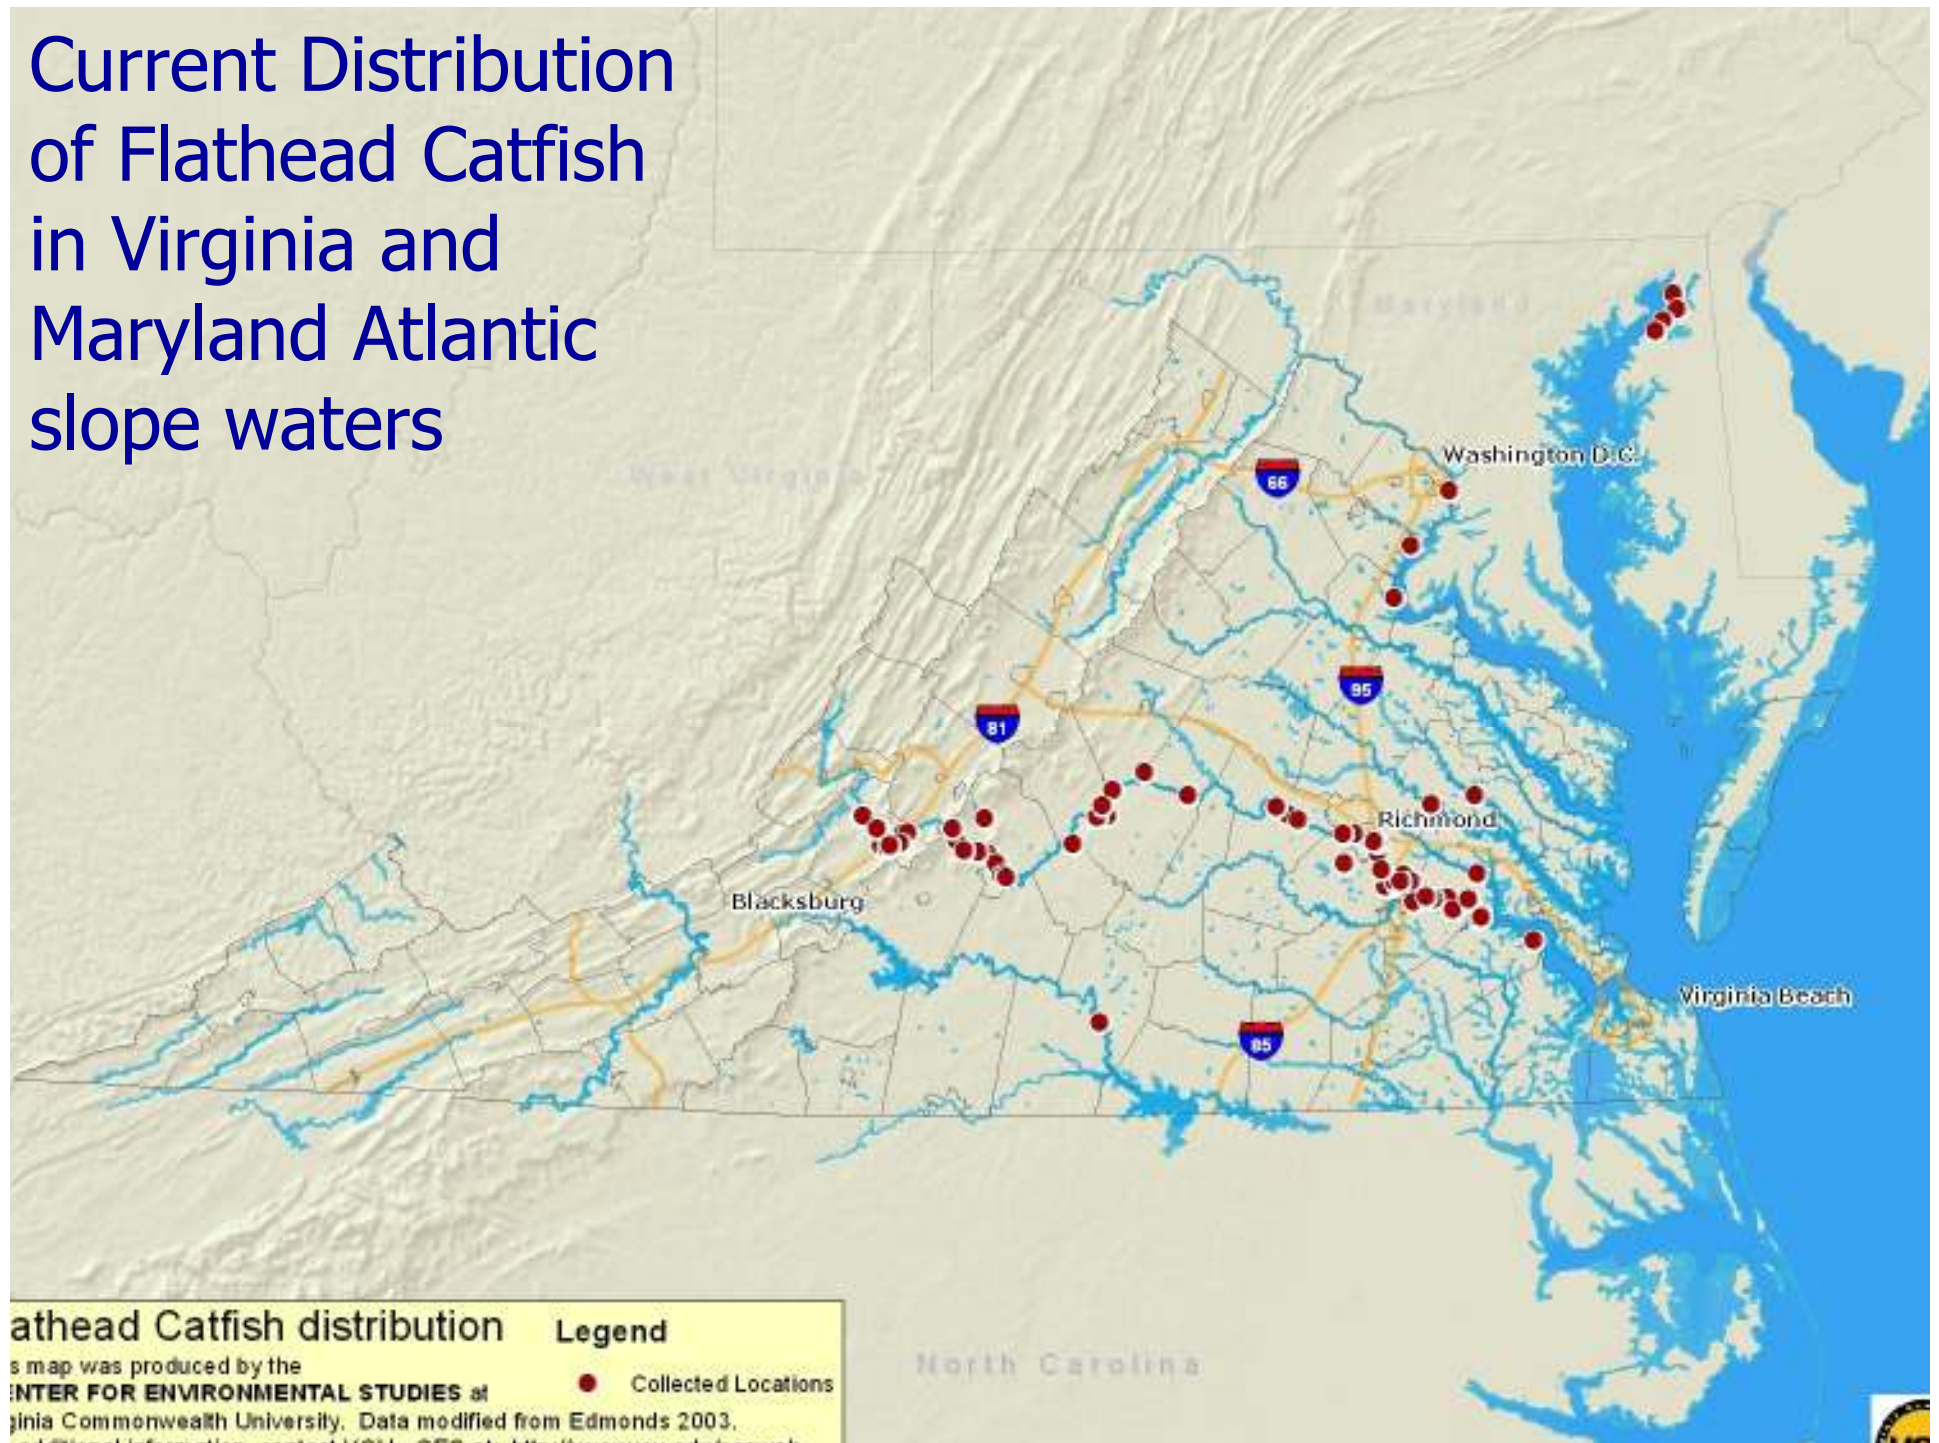 Current Distribution
of Flathead Catfish
in Virginia and
Maryland Atlantic
slope waters
Maryland
Washington D.C.
West Virginia
66
95
81
Richmond
Blacksburg
Virginia Beach
85
athead Catfish distribution
Legend
s map was produced by the
ENTER FOR ENVIRONMENTAL STUDIES at
Collected Locations
ginia Commonwealth University. Data modified from Edmonds 2003.
North Carolina